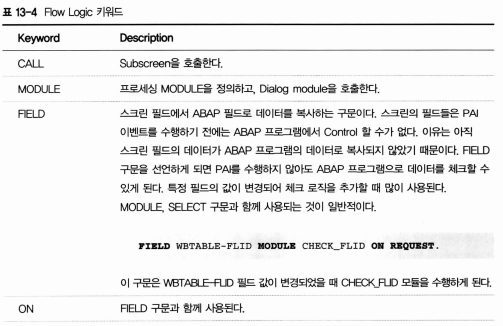 표 13-4 Flow Logic 키워드
Keyword Description
CALL Subscreen을 호출한다.
MODULE 프로세싱 MODULE을 정의하고, Dialog module을 호출한다.
FIELD 스크린 필드에서 ABAP 필드로 데이터를 복사하는 구문이다. 스크린의 필드들은 PAI
이벤트를 수행하기 전에는 ABAP 프로그램에서 Control 할 수가 없다. 이유는 아직
스크린 필드의 데이터가 ABAP 프로그램의 데이터로 복사되지 않았기 때문이다. FIELD
구문을 선언하게 되면 PAI를 수행하지 않아도 ABAP 프로그램으로 데이터를 체크할 수
있게 된다. 특정 필드의 값이 변경되어 체크 로직을 추가할 때 많이 사용된다.
MODULE, SELECT 구문과 함께 사용되는 것이 일반적이다.
FIELD WBTABLE-FLID MODULE CHECK_FLID ON REQUEST.
이 구문은 WBTABLE-FLID 필드 값이 변경되었을 때 CHECK_FLID 모듈을 수행하게 된다.
ON FIELD 구문과 함께 사용된다.